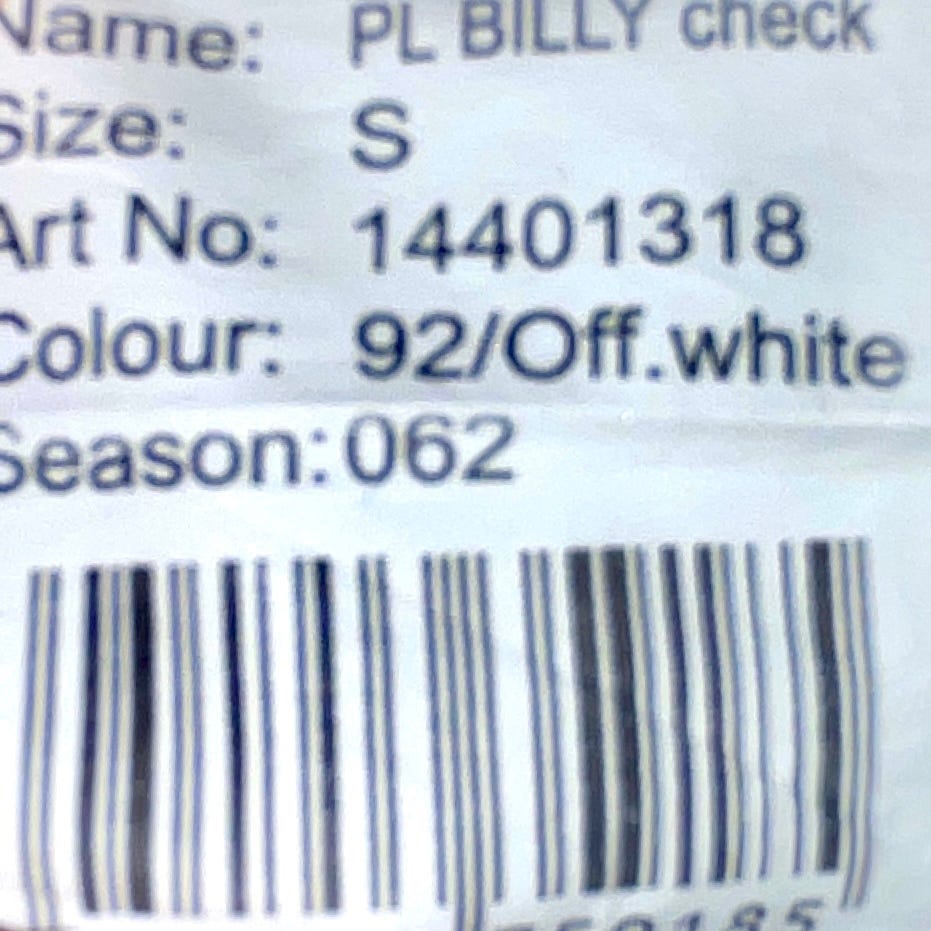 Name: PL BILLY check
Size: S
Art No: 14401318
Colour: 92/Off.white
Season: 062